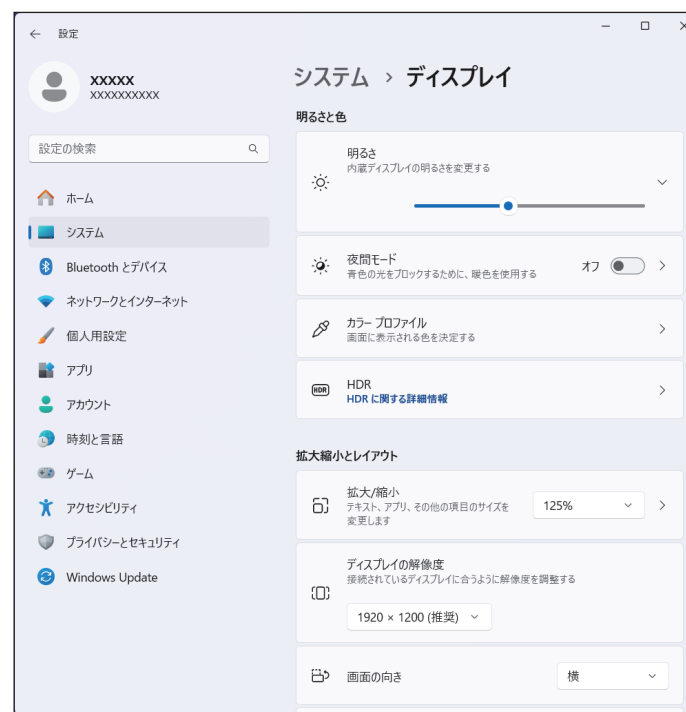 設定
XXXXX
XXXXXXXXXX
設定の検索
ホーム
システム
Bluetooth とデバイス
ネットワークとインターネット
個人用設定
アプリ
アカウント
時刻と言語
ゲーム
アクセシビリティ
プライバシーとセキュリティ
Windows Update
システム › ディスプレイ
明るさと色
明るさ
内蔵ディスプレイの明るさを変更する
夜間モード
青色の光をブロックするために、暖色を使用する
オフ
カラー プロファイル
画面に表示される色を決定する
HDR
HDR
HDR に関する詳細情報
拡大縮小とレイアウト
拡大/縮小
テキスト、アプリ、その他の項目のサイズを
変更します
125%
ディスプレイの解像度
接続されているディスプレイに合うように解像度を調整する
1920 × 1200 (推奨)
画面の向き
横